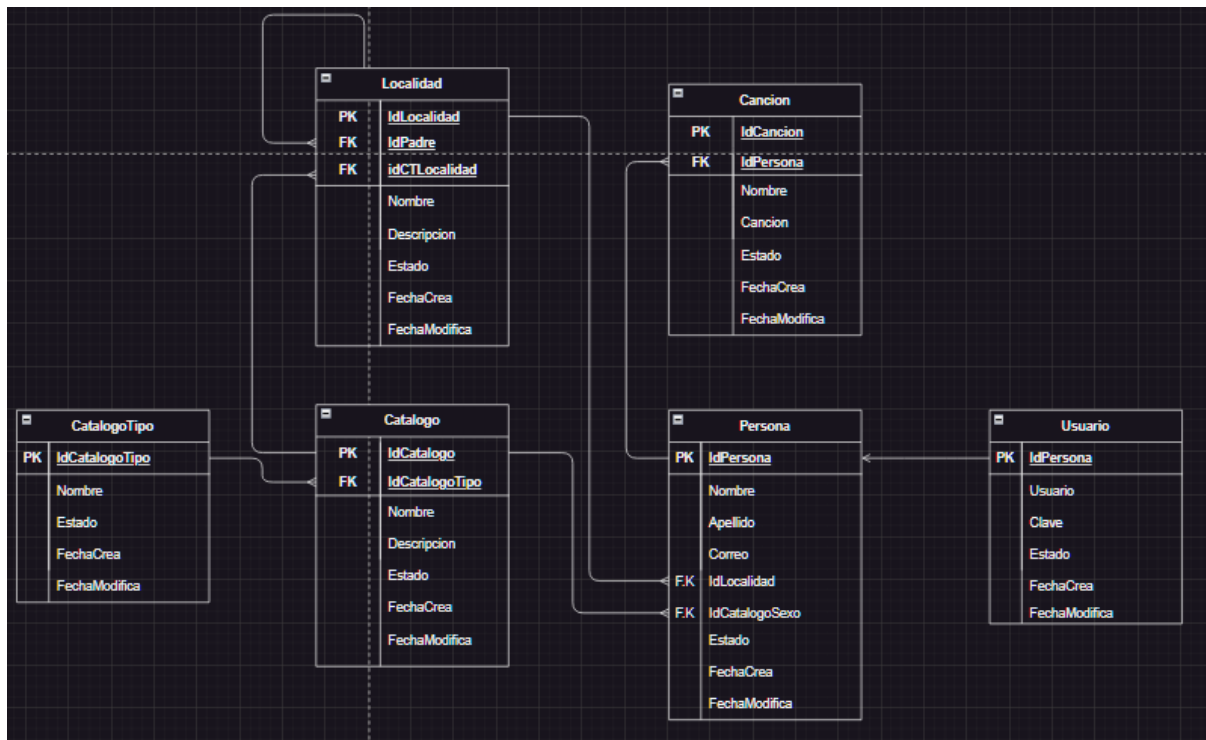 Localidad
PK IdLocalidad
FK IdPadre
FK idCTLocalidad
Nombre
Descripcion
Estado
FechaCrea
FechaModifica
Cancion
PK IdCancion
FK IdPersona
Nombre
Cancion
Estado
FechaCrea
FechaModifica
CatalogoTipo
PK IdCatalogoTipo
Nombre
Estado
FechaCrea
FechaModifica
Catalogo
PK IdCatalogo
FK IdCatalogoTipo
Nombre
Descripcion
Estado
FechaCrea
FechaModifica
Persona
PK IdPersona
Nombre
Apellido
Correo
F.K IdLocalidad
F.K IdCatalogoSexo
Estado
FechaCrea
FechaModifica
Usuario
PK IdPersona
Usuario
Clave
Estado
FechaCrea
FechaModifica